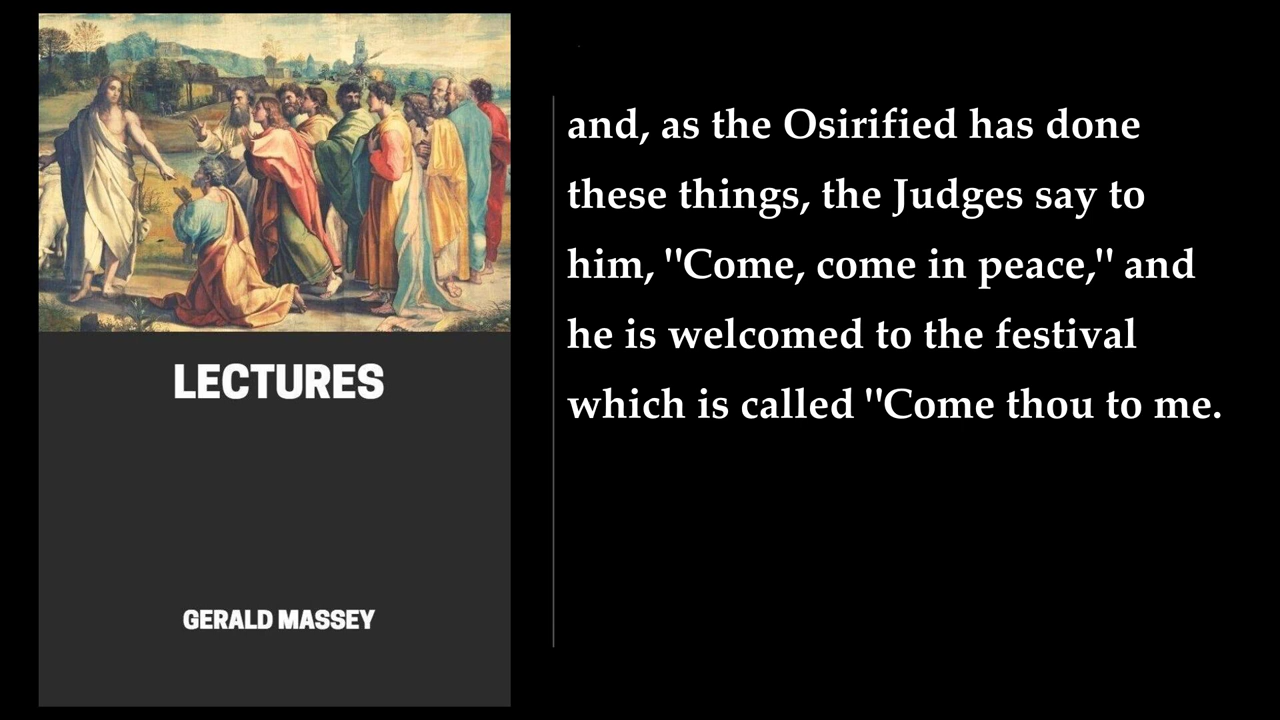 LECTURES
GERALD MASSEY
and, as the Osirified has done
these things, the Judges say to
him, "Come, come in peace," and
he is welcomed to the festival
which is called "Come thou to me.